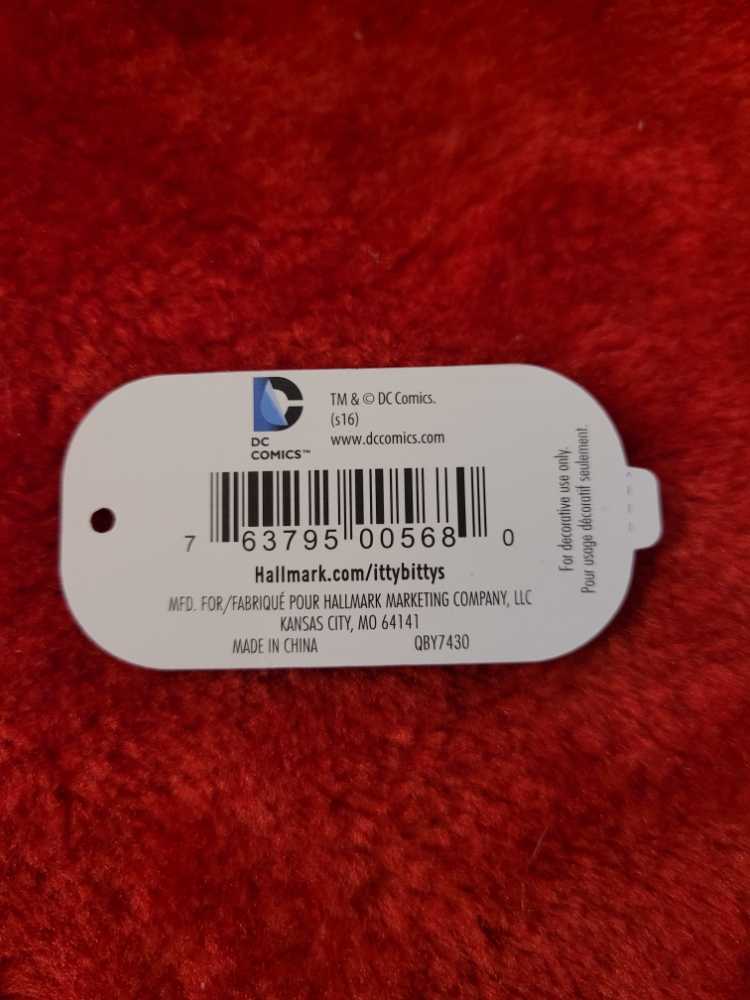 DC
COMICS™
TM & © DC Comics.
(s16)
www.dccomics.com
7 63795 00568 0
Hallmark.com/ittybittys
MFD. FOR/FABRIQUÉ POUR HALLMARK MARKETING COMPANY, LLC
KANSAS CITY, MO 64141
MADE IN CHINA QBY7430
For decorative use only.
Pour usage décoratif seulement.